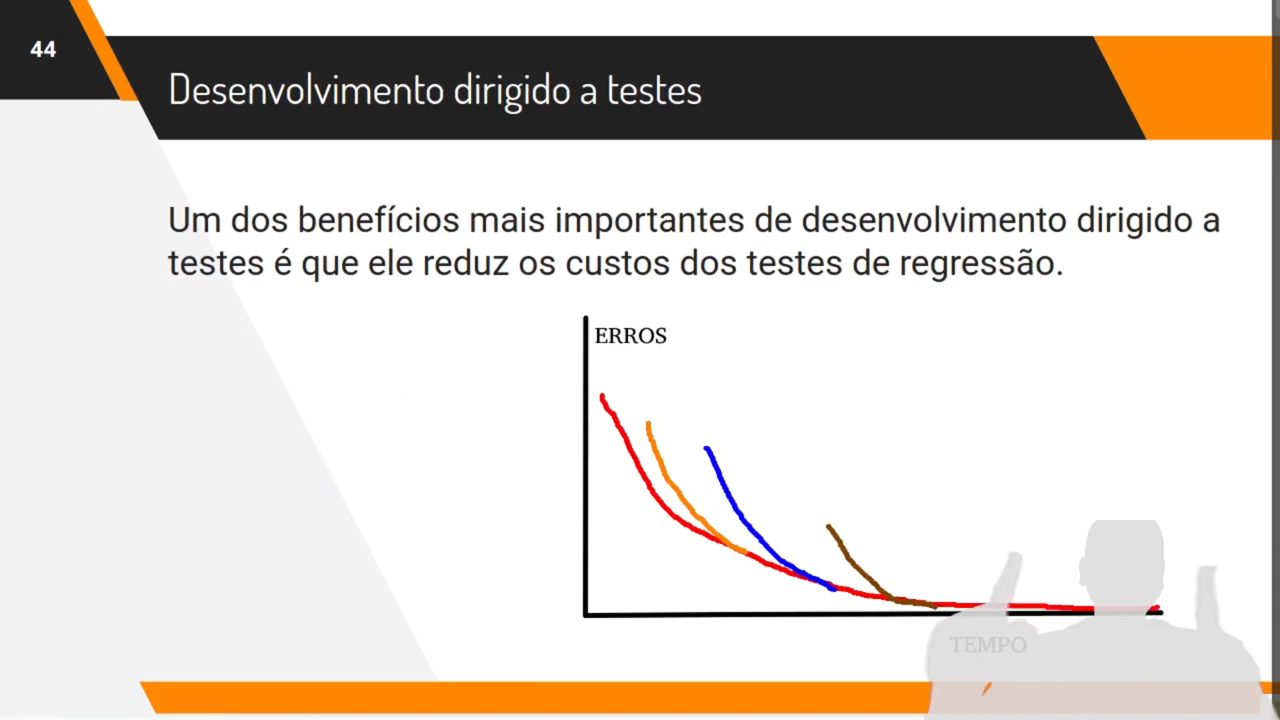 44
Desenvolvimento dirigido a testes
Um dos benefícios mais importantes de desenvolvimento dirigido a
testes é que ele reduz os custos dos testes de regressão.
ERROS
TEMPO